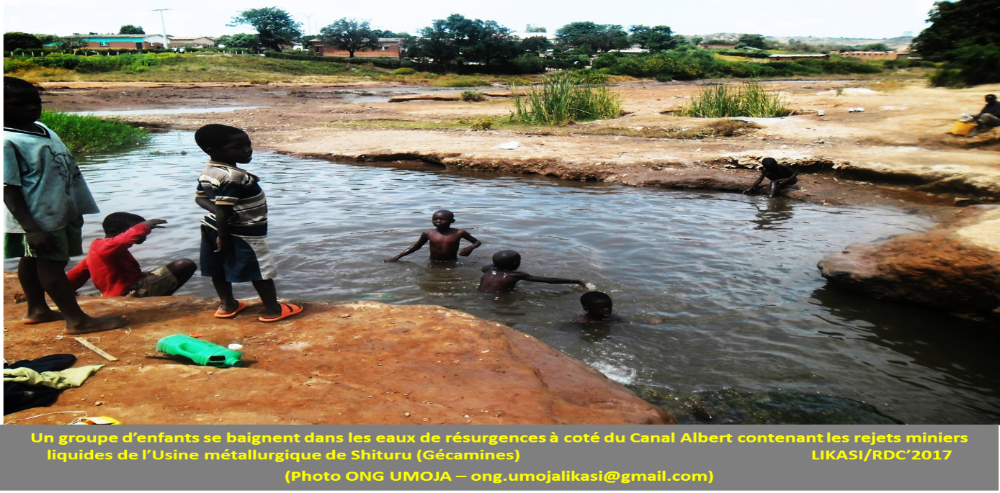 Un groupe d’enfants se baignent dans les eaux de résurgences à coté du Canal Albert contenant les rejets miniers
liquides de l’Usine métallurgique de Shituru (Gécamines) LIKASI/RDC’2017
(Photo ONG UMOJA – ong.umojalikasi@gmail.com)